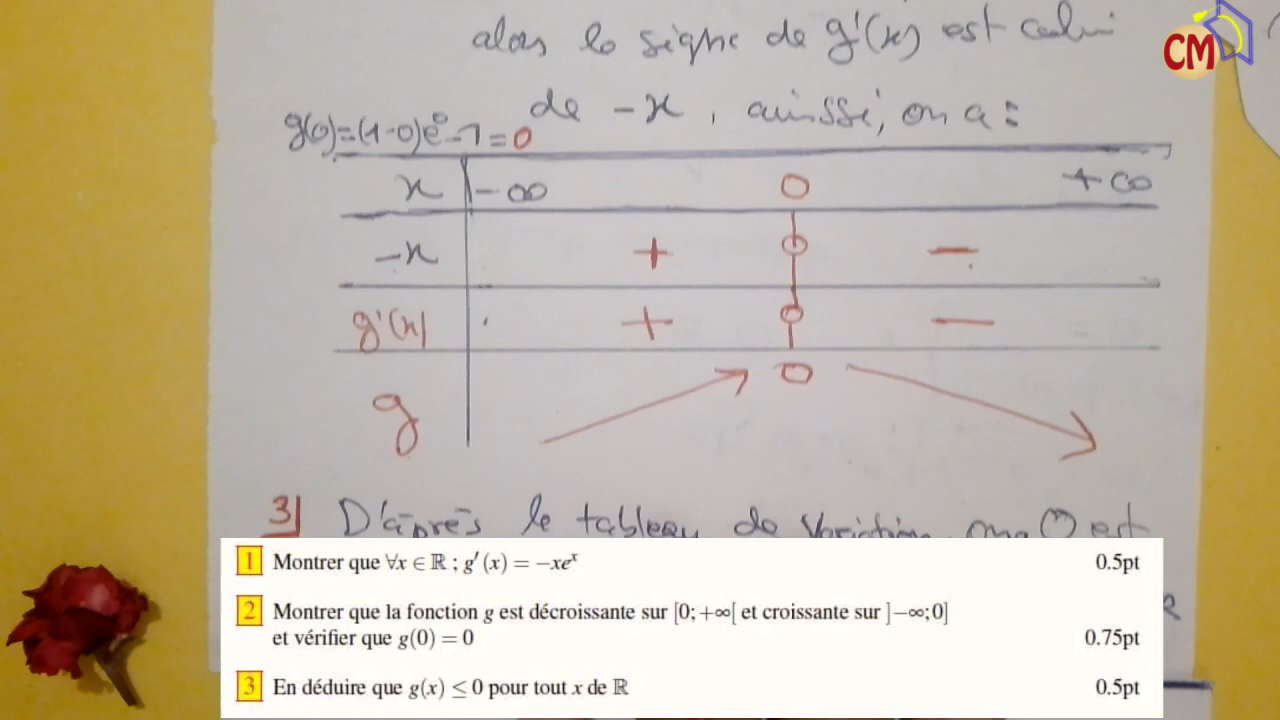 alors le signe de g'(x) est celui
CM
de -x, ainssi, on a :
g(0)=(1-0)e⁰-1=0
x -∞ 0 +∞
-x + 0 -
g'(x) + 0 -
g 0
3| D'après le tableau de variation
est
1 Montrer que ∀x ∈ ℝ ; g′(x) = −xeˣ 0.5pt
2 Montrer que la fonction g est décroissante sur [0;+∞[ et croissante sur ]−∞;0]
et vérifier que g(0) = 0 0.75pt
3 En déduire que g(x) ≤ 0 pour tout x de ℝ 0.5pt